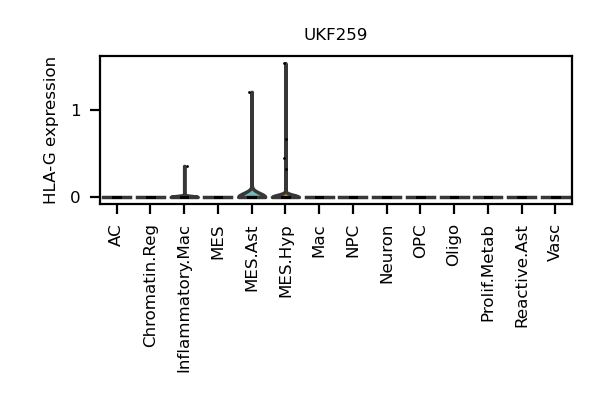 UKF259
HLA-G expression
1
0
AC
Chromatin.Reg
Inflammatory.Mac
MES
MES.Ast
MES.Hyp
Mac
NPC
Neuron
OPC
Oligo
Prolif.Metab
Reactive.Ast
Vasc